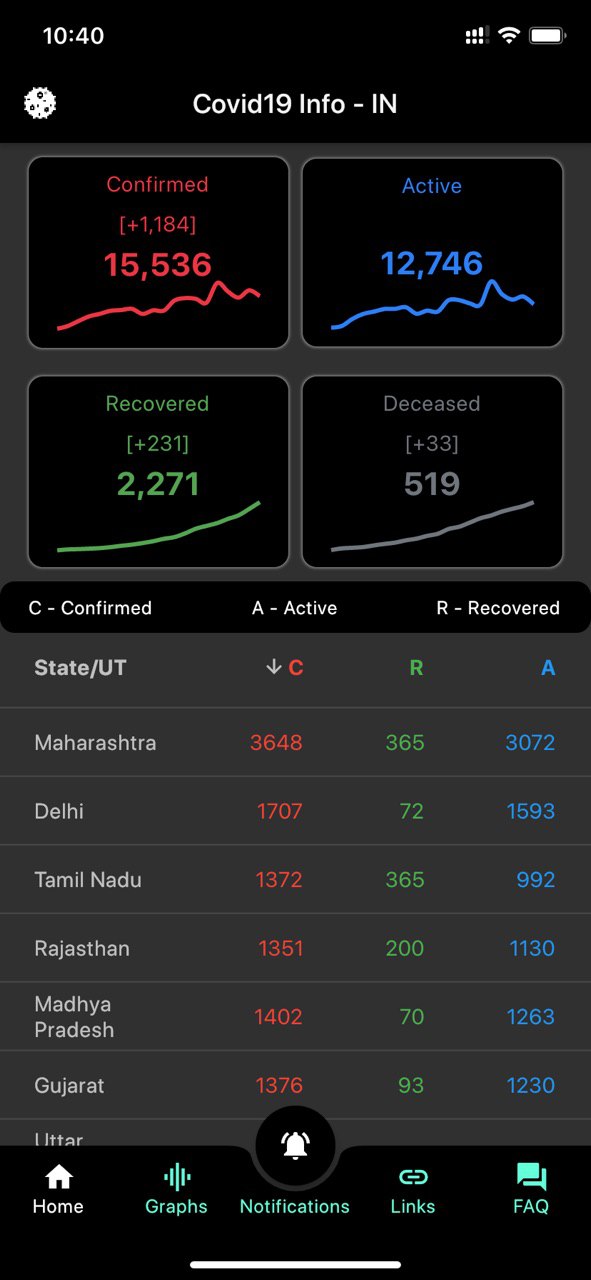 10:40
Covid19 Info - IN
Confirmed
[+1,184]
15,536
Active
12,746
Recovered
[+231]
2,271
Deceased
[+33]
519
C - Confirmed A - Active R - Recovered
State/UT C R A
Maharashtra 3648 365 3072
Delhi 1707 72 1593
Tamil Nadu 1372 365 992
Rajasthan 1351 200 1130
Madhya
Pradesh 1402 70 1263
Gujarat 1376 93 1230
Uttar
Home Graphs Notifications Links FAQ